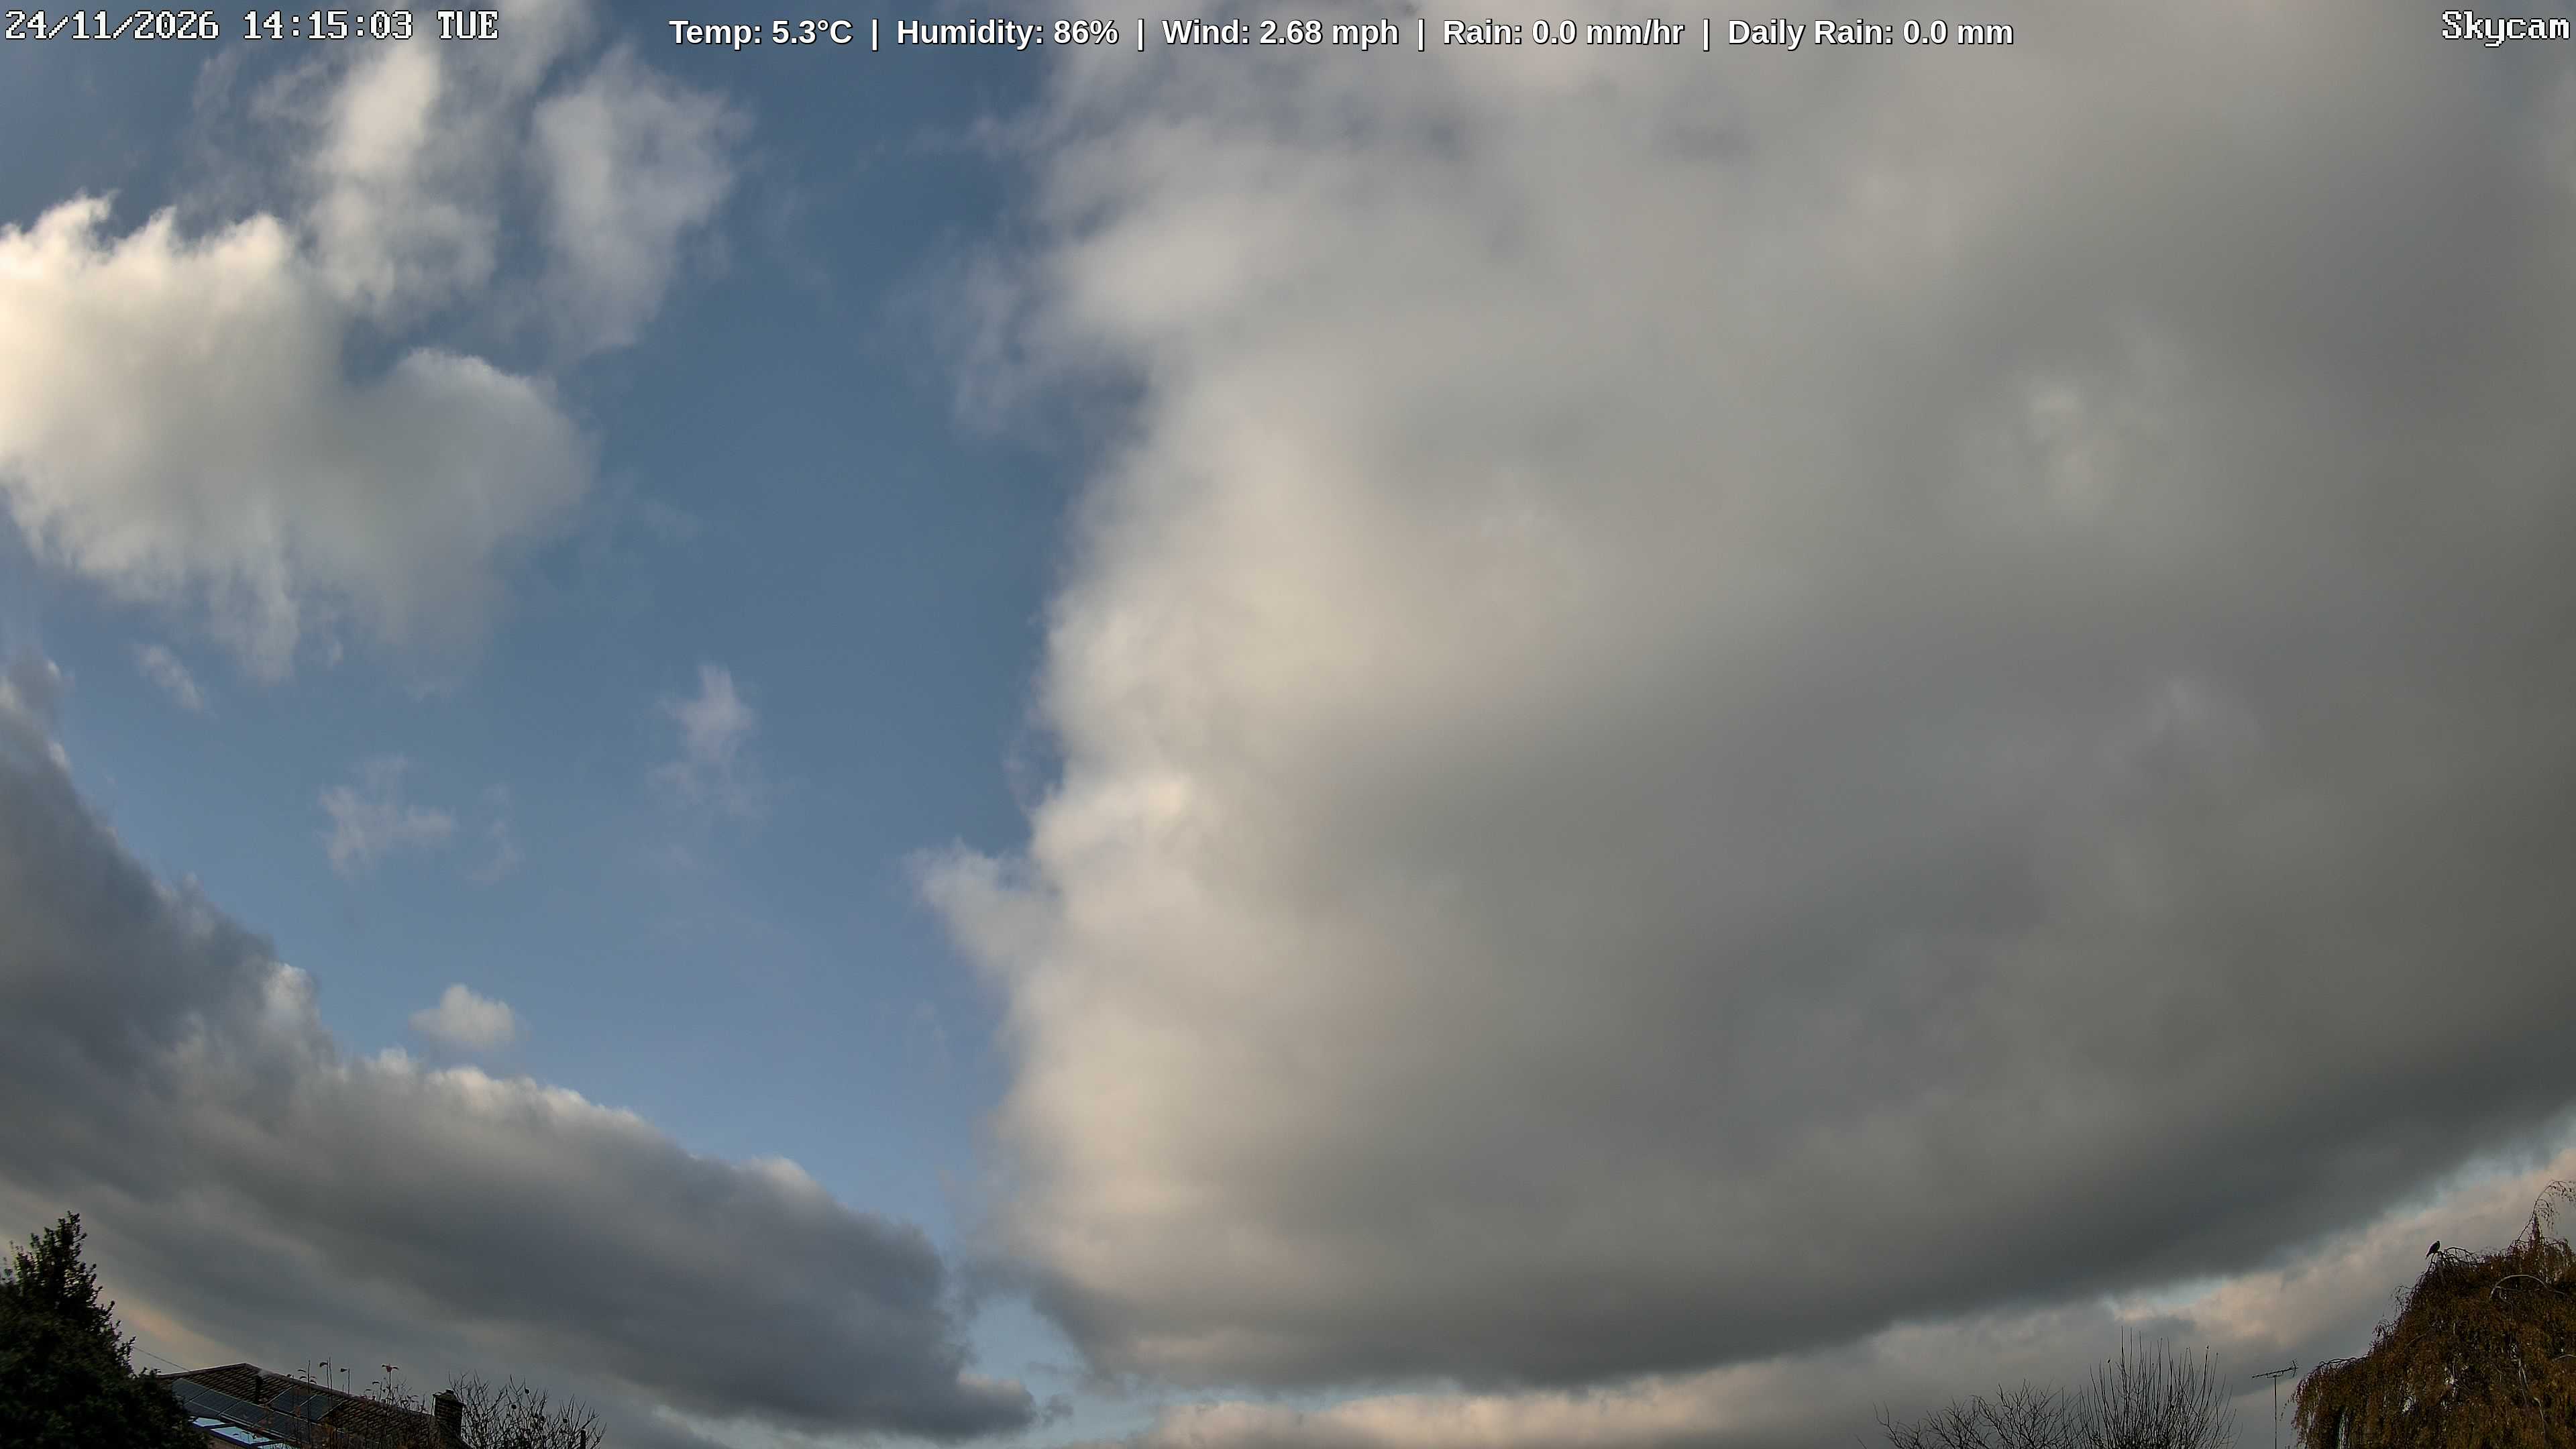 24/11/2026 14:15:03 TUE
Temp: 5.3°C | Humidity: 86% | Wind: 2.68 mph | Rain: 0.0 mm/hr | Daily Rain: 0.0 mm
Skycam